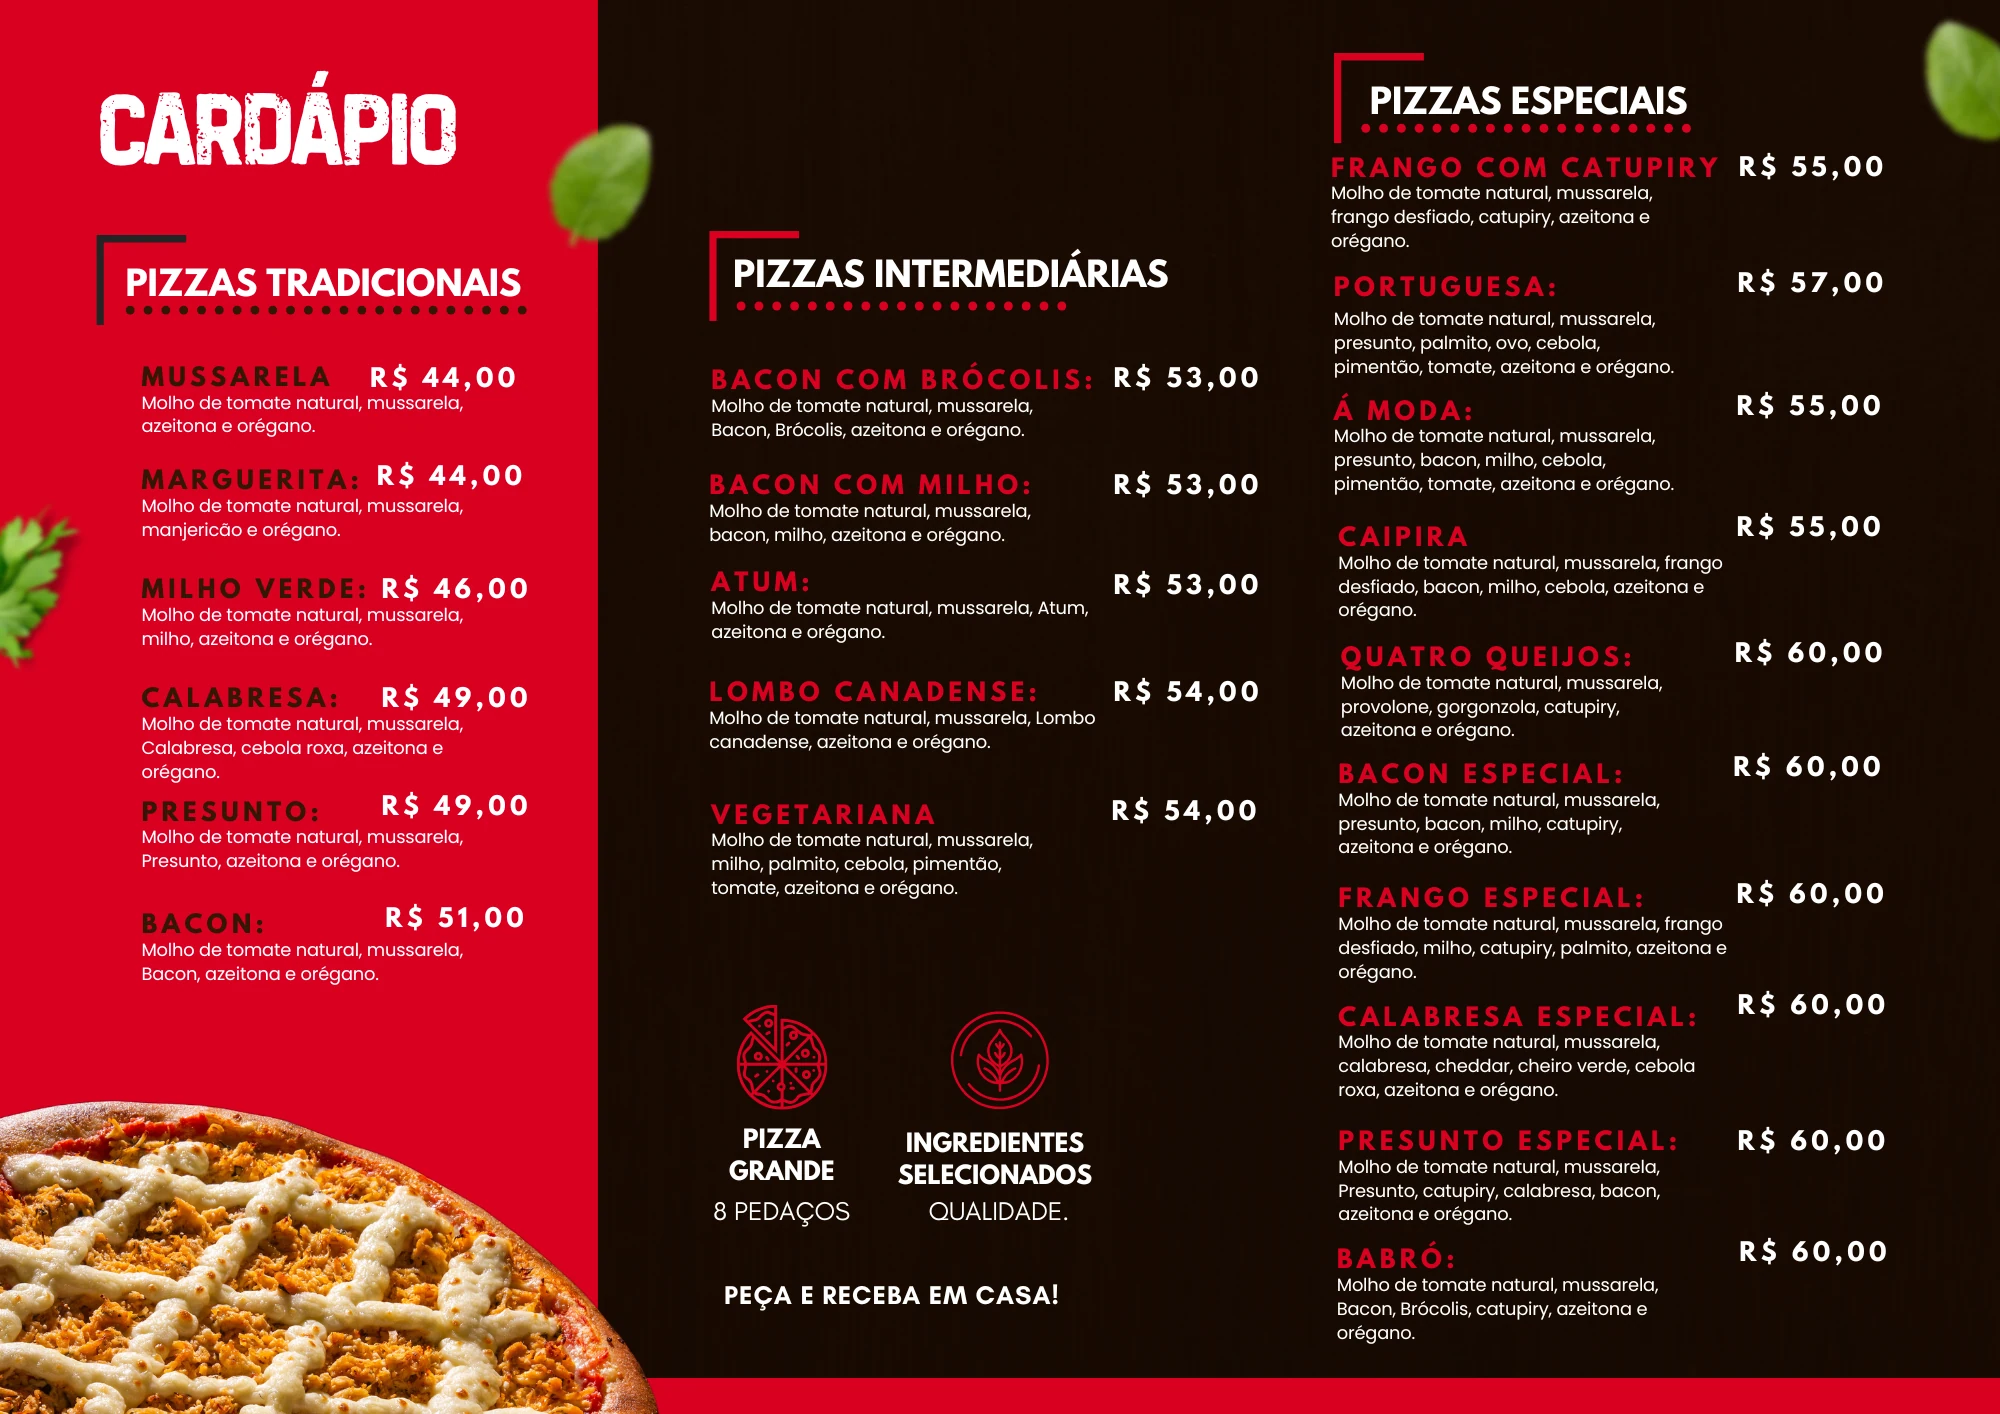 CARDÁPIO
PIZZAS TRADICIONAIS
MUSSARELA R$ 44,00
Molho de tomate natural, mussarela,
azeitona e orégano.
MARGUERITA: R$ 44,00
Molho de tomate natural, mussarela,
manjericão e orégano.
MILHO VERDE: R$ 46,00
Molho de tomate natural, mussarela,
milho, azeitona e orégano.
CALABRESA: R$ 49,00
Molho de tomate natural, mussarela,
Calabresa, cebola roxa, azeitona e
orégano.
PRESUNTO: R$ 49,00
Molho de tomate natural, mussarela,
Presunto, azeitona e orégano.
BACON: R$ 51,00
Molho de tomate natural, mussarela,
Bacon, azeitona e orégano.
PIZZAS INTERMEDIÁRIAS
BACON COM BRÓCOLIS: R$ 53,00
Molho de tomate natural, mussarela,
Bacon, Brócolis, azeitona e orégano.
BACON COM MILHO: R$ 53,00
Molho de tomate natural, mussarela,
bacon, milho, azeitona e orégano.
ATUM: R$ 53,00
Molho de tomate natural, mussarela, Atum,
azeitona e orégano.
LOMBO CANADENSE: R$ 54,00
Molho de tomate natural, mussarela, Lombo
canadense, azeitona e orégano.
VEGETARIANA R$ 54,00
Molho de tomate natural, mussarela,
milho, palmito, cebola, pimentão,
tomate, azeitona e orégano.
PIZZA
GRANDE
8 PEDAÇOS
INGREDIENTES
SELECIONADOS
QUALIDADE.
PEÇA E RECEBA EM CASA!
PIZZAS ESPECIAIS
FRANGO COM CATUPIRY R$ 55,00
Molho de tomate natural, mussarela,
frango desfiado, catupiry, azeitona e
orégano.
PORTUGUESA: R$ 57,00
Molho de tomate natural, mussarela,
presunto, palmito, ovo, cebola,
pimentão, tomate, azeitona e orégano.
Á MODA: R$ 55,00
Molho de tomate natural, mussarela,
presunto, bacon, milho, cebola,
pimentão, tomate, azeitona e orégano.
CAIPIRA R$ 55,00
Molho de tomate natural, mussarela, frango
desfiado, bacon, milho, cebola, azeitona e
orégano.
QUATRO QUEIJOS: R$ 60,00
Molho de tomate natural, mussarela,
provolone, gorgonzola, catupiry,
azeitona e orégano.
BACON ESPECIAL: R$ 60,00
Molho de tomate natural, mussarela,
presunto, bacon, milho, catupiry,
azeitona e orégano.
FRANGO ESPECIAL: R$ 60,00
Molho de tomate natural, mussarela, frango
desfiado, milho, catupiry, palmito, azeitona e
orégano.
CALABRESA ESPECIAL: R$ 60,00
Molho de tomate natural, mussarela,
calabresa, cheddar, cheiro verde, cebola
roxa, azeitona e orégano.
PRESUNTO ESPECIAL: R$ 60,00
Molho de tomate natural, mussarela,
Presunto, catupiry, calabresa, bacon,
azeitona e orégano.
BABRÓ: R$ 60,00
Molho de tomate natural, mussarela,
Bacon, Brócolis, catupiry, azeitona e
orégano.